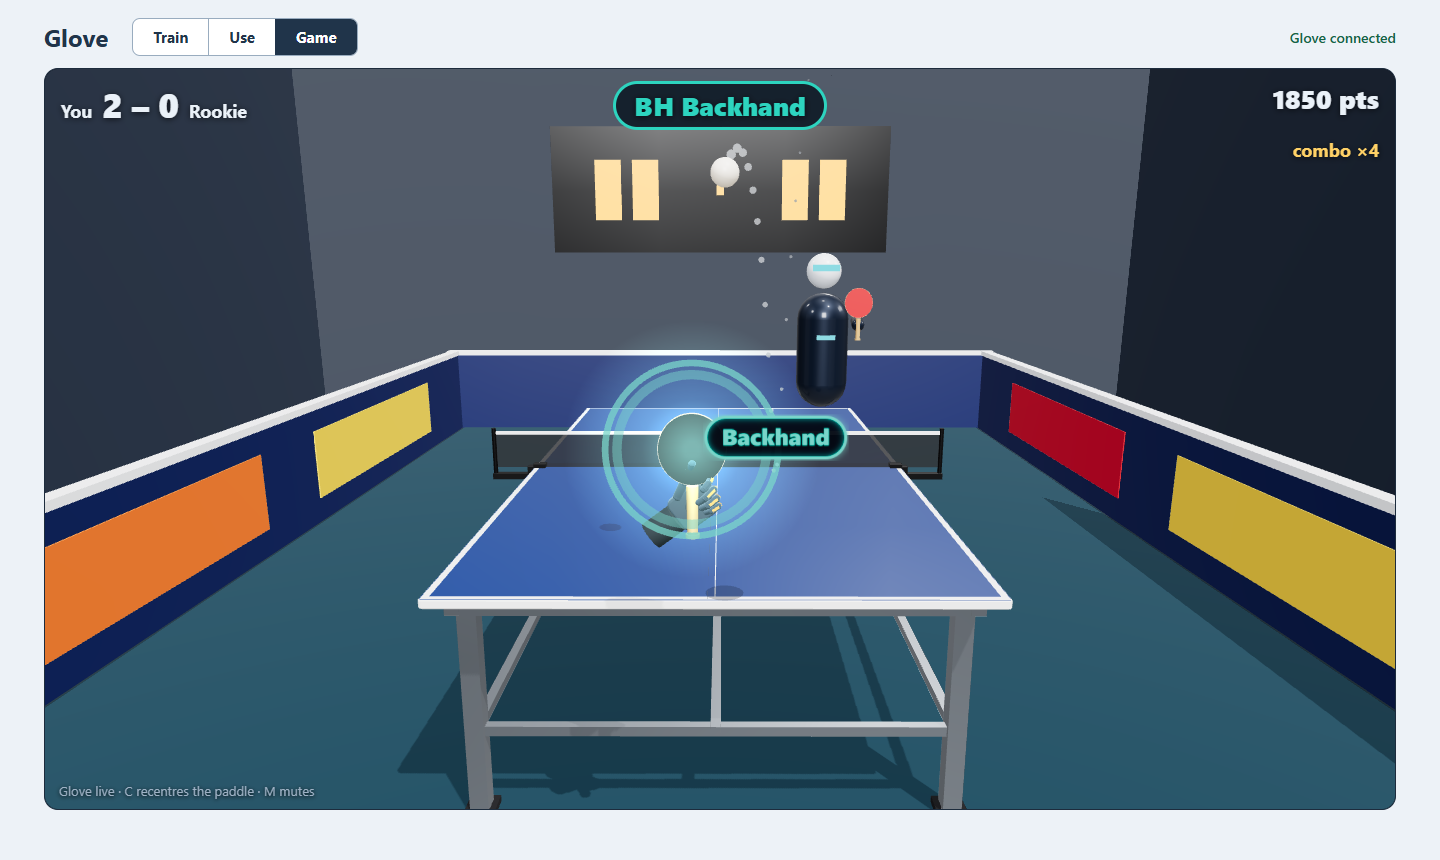 Glove
Train
Use
Game
Glove connected
You 2 – 0 Rookie
BH Backhand
1850 pts
combo ×4
Backhand
Glove live · C recentres the paddle · M mutes